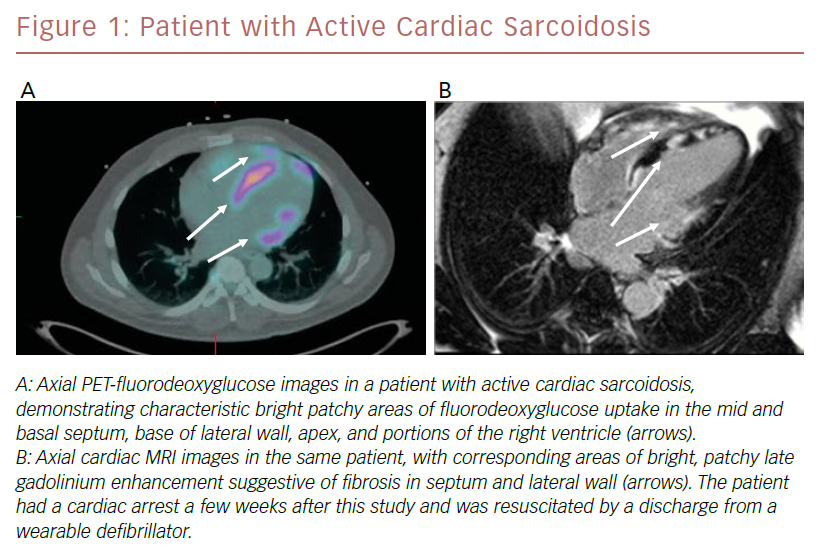 Figure 1: Patient with Active Cardiac Sarcoidosis
A
B
A: Axial PET-fluorodeoxyglucose images in a patient with active cardiac sarcoidosis,
demonstrating characteristic bright patchy areas of fluorodeoxyglucose uptake in the mid and
basal septum, base of lateral wall, apex, and portions of the right ventricle (arrows).
B: Axial cardiac MRI images in the same patient, with corresponding areas of bright, patchy late
gadolinium enhancement suggestive of fibrosis in septum and lateral wall (arrows). The patient
had a cardiac arrest a few weeks after this study and was resuscitated by a discharge from a
wearable defibrillator.